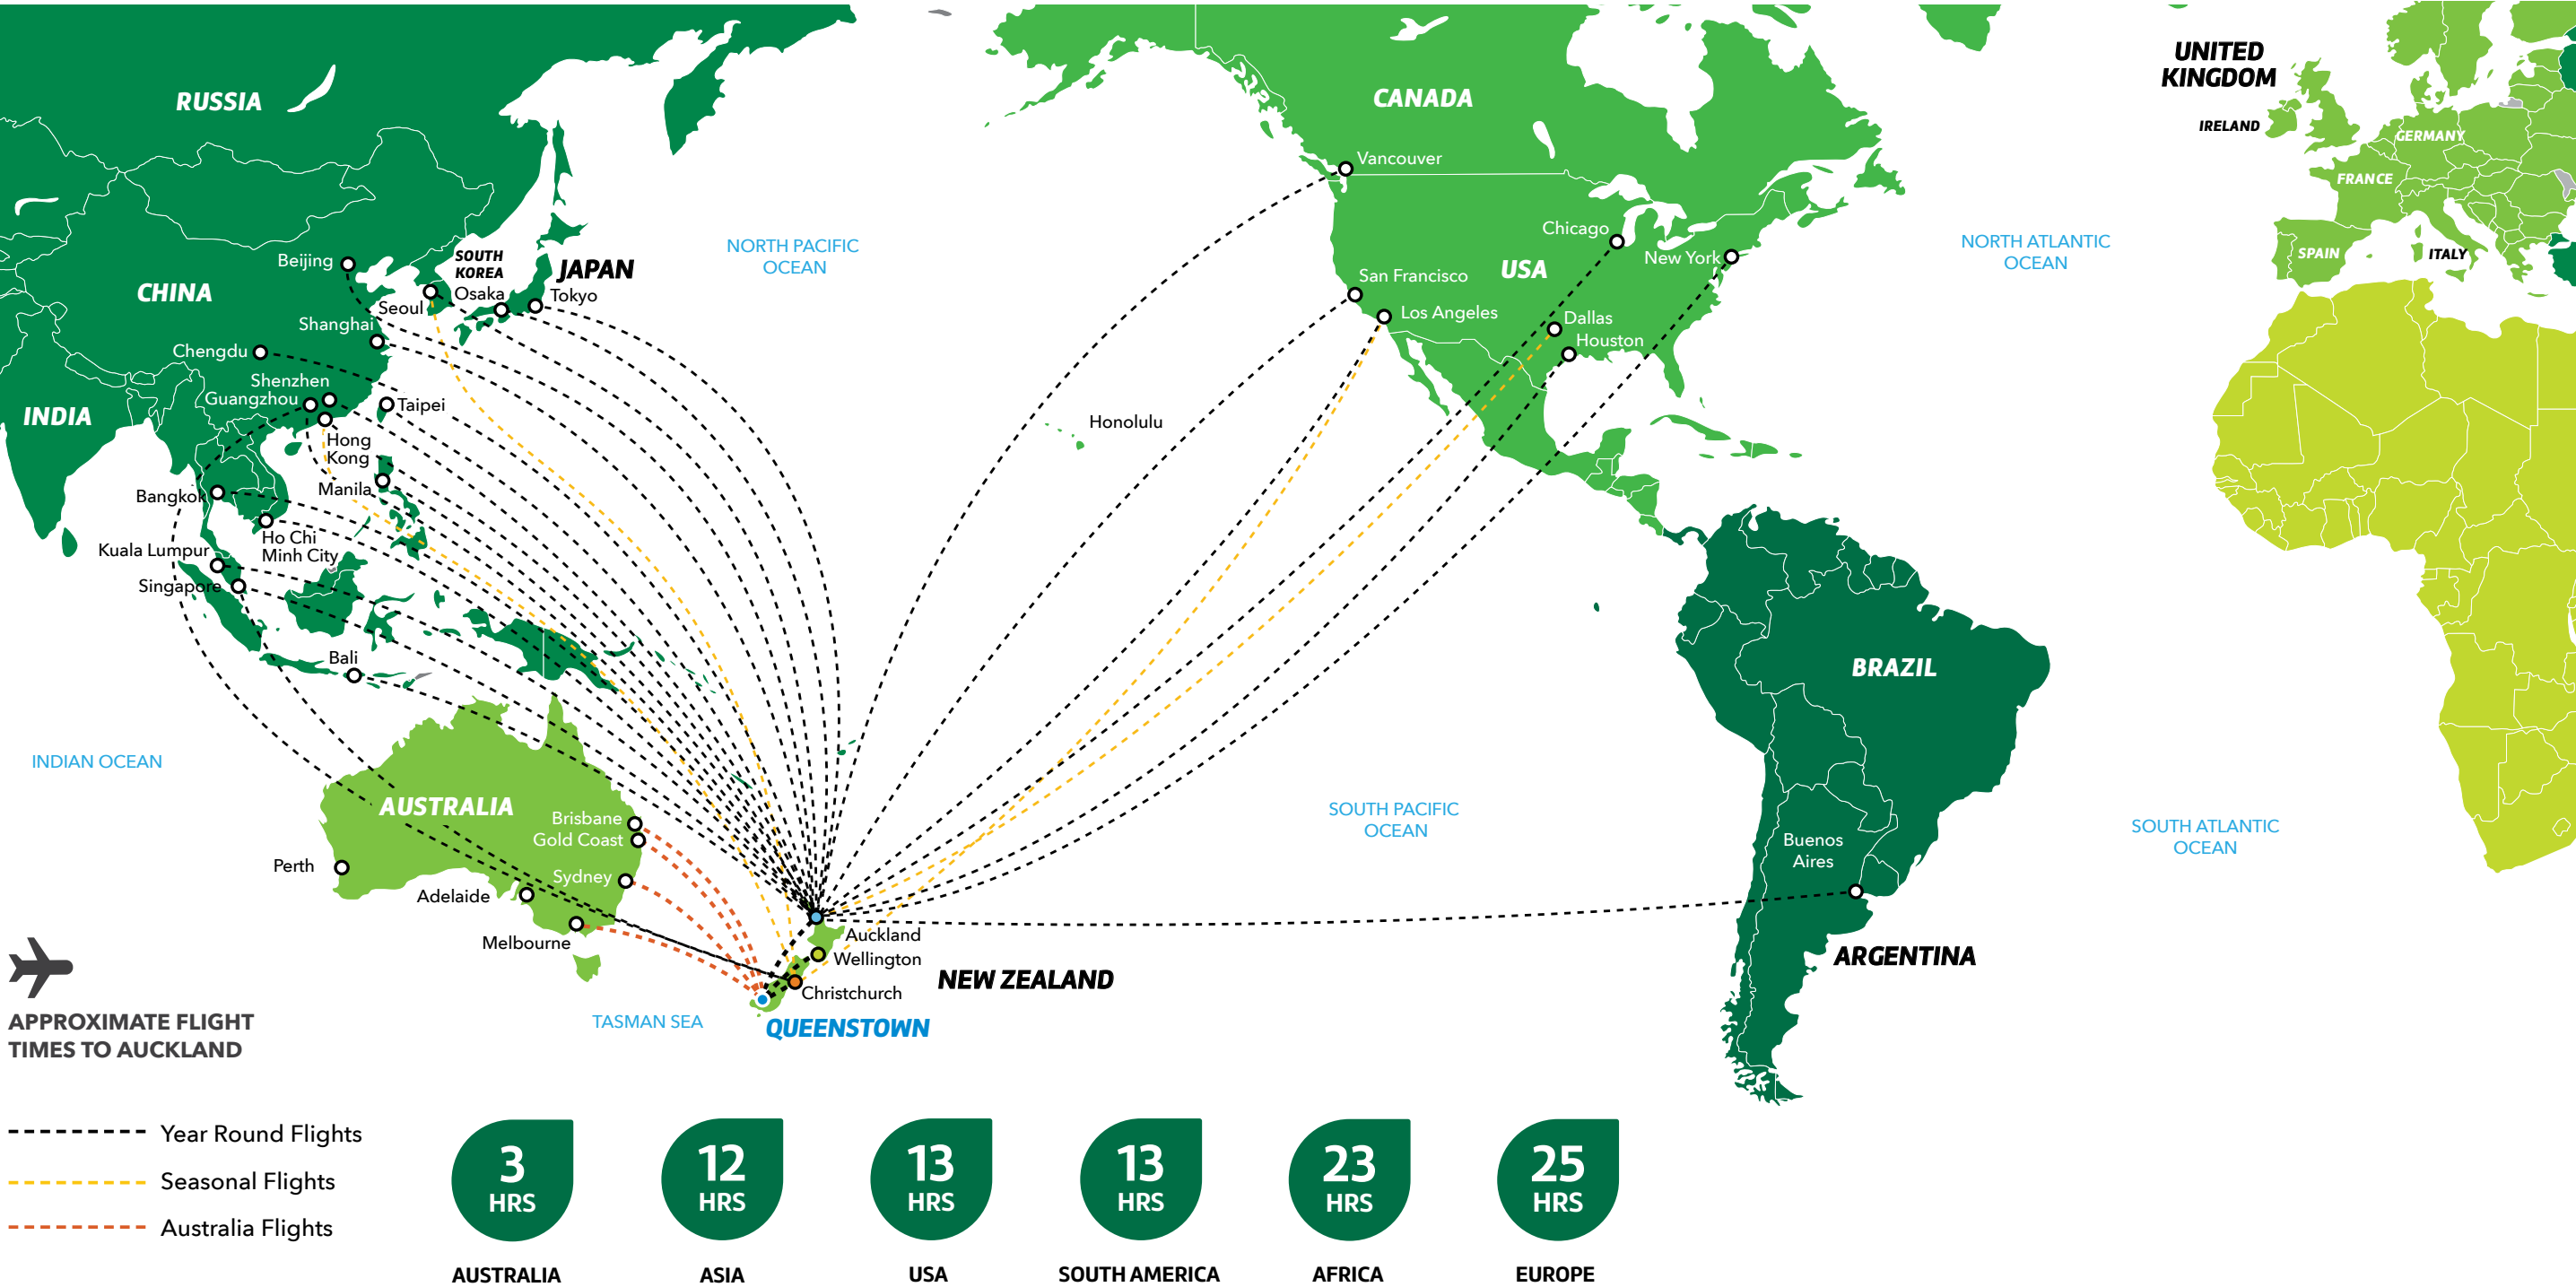 UNITED
KINGDOM
IRELAND
GERMANY
FRANCE
SPAIN
ITALY
RUSSIA
CANADA
Vancouver
Chicago
New York
USA
San Francisco
Los Angeles
Dallas
Houston
Honolulu
NORTH PACIFIC
OCEAN
NORTH ATLANTIC
OCEAN
Beijing
SOUTH
KOREA
JAPAN
CHINA
Seoul
Osaka
Tokyo
Shanghai
Chengdu
Shenzhen
Guangzhou
Taipei
INDIA
Hong
Kong
Manila
Bangkok
Ho Chi
Minh City
Kuala Lumpur
Singapore
Bali
BRAZIL
INDIAN OCEAN
AUSTRALIA
Brisbane
Gold Coast
Sydney
Perth
Adelaide
Melbourne
SOUTH PACIFIC
OCEAN
Buenos
Aires
SOUTH ATLANTIC
OCEAN
Auckland
Wellington
Christchurch
NEW ZEALAND
ARGENTINA
TASMAN SEA
QUEENSTOWN
APPROXIMATE FLIGHT
TIMES TO AUCKLAND
Year Round Flights
Seasonal Flights
Australia Flights
3
HRS
AUSTRALIA
12
HRS
ASIA
13
HRS
USA
13
HRS
SOUTH AMERICA
23
HRS
AFRICA
25
HRS
EUROPE